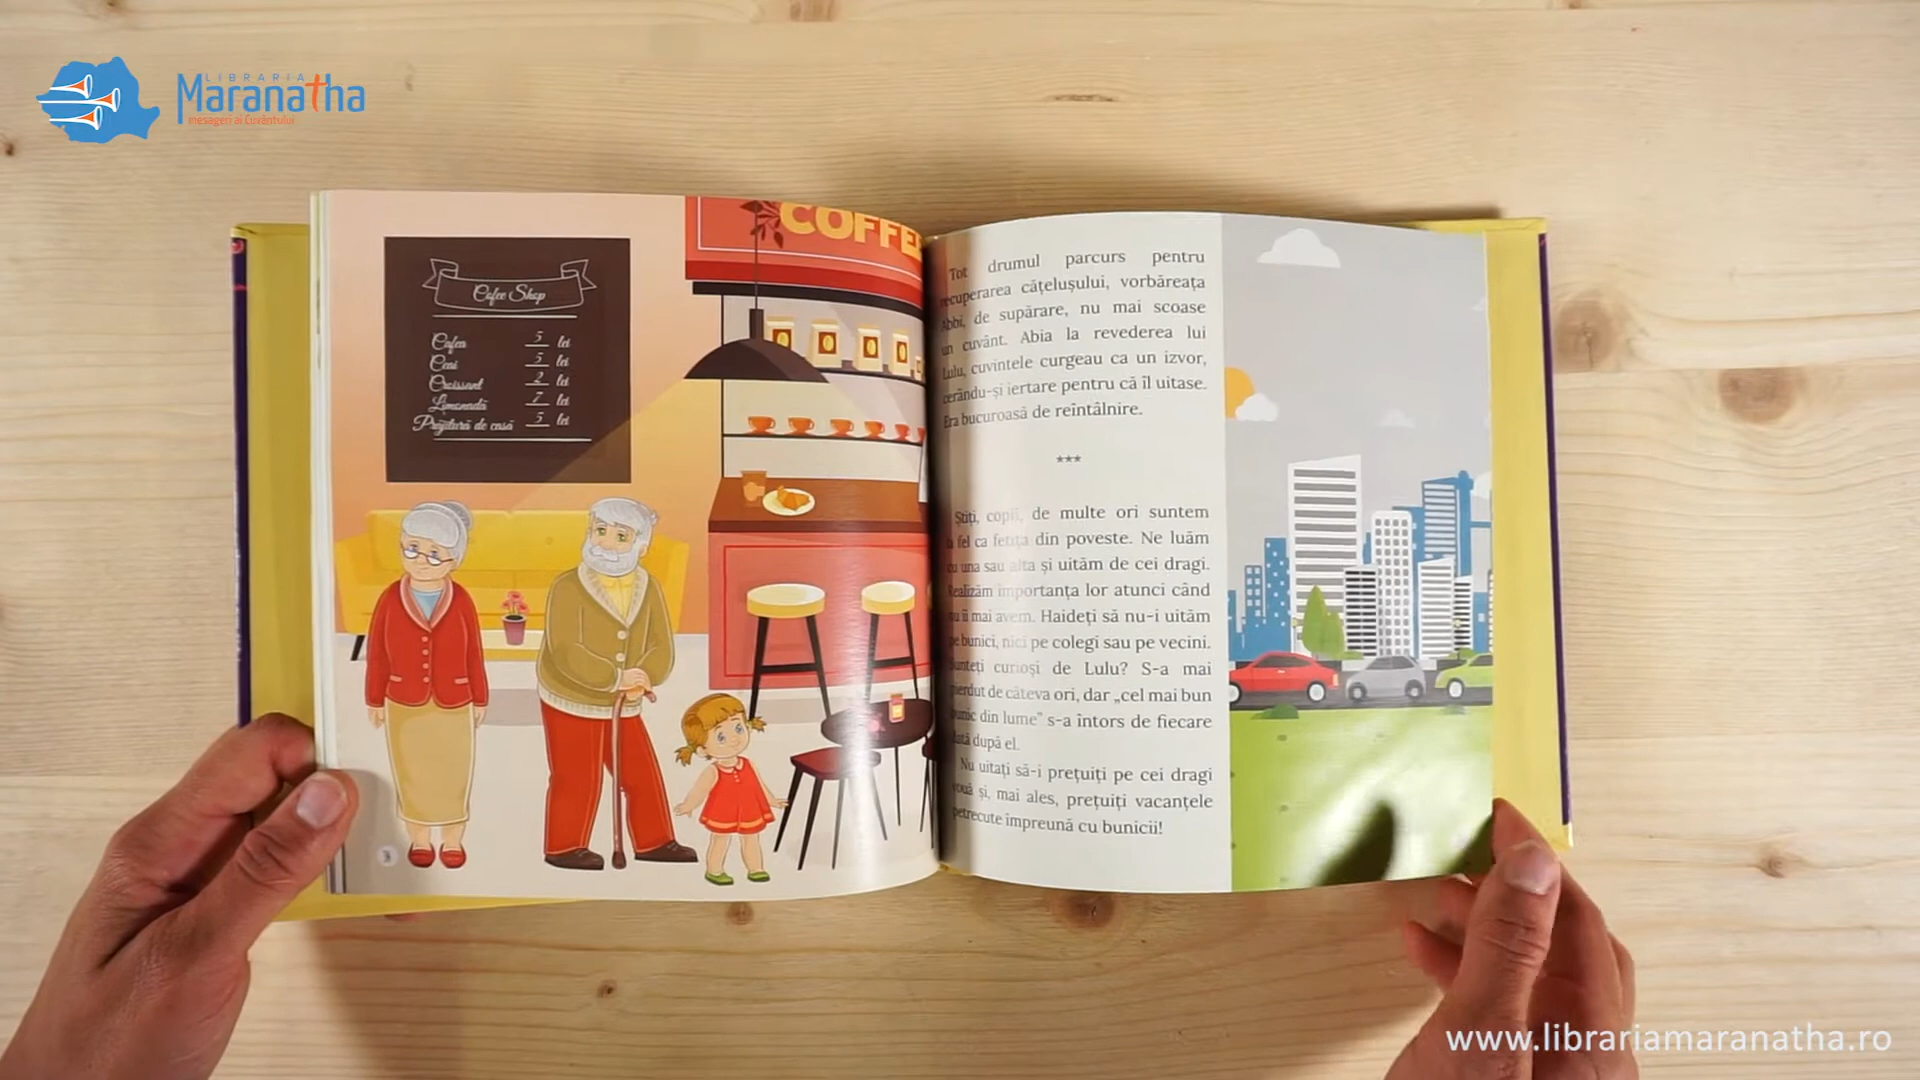 LIBRARIA
Maranatha
mesageri ai Cuvântului
COFFEE
Cofee Shop
Cafea 5 lei
Ceai 5 lei
Croissant 2 lei
Limonadă 7 lei
Prăjitură de casă 5 lei
Tot drumul parcurs pentru
recuperarea cățelușului, vorbăreața
Abbi, de supărare, nu mai scoase
un cuvânt. Abia la revederea lui
Lulu, cuvintele curgeau ca un izvor,
cerându-și iertare pentru că îl uitase.
Era bucuroasă de reîntâlnire.
***
Știți, copii, de multe ori suntem
la fel ca fetița din poveste. Ne luăm
cu una sau alta și uităm de cei dragi.
Realizăm importanța lor atunci când
nu îi mai avem. Haideți să nu-i uităm
pe bunici, nici pe colegi sau pe vecini.
Sunteți curioși de Lulu? S-a mai
pierdut de câteva ori, dar „cel mai bun
bunic din lume” s-a întors de fiecare
dată după el.
Nu uitați să-i prețuiți pe cei dragi
vouă și, mai ales, prețuiți vacanțele
petrecute împreună cu bunicii!
www.librariamaranatha.ro